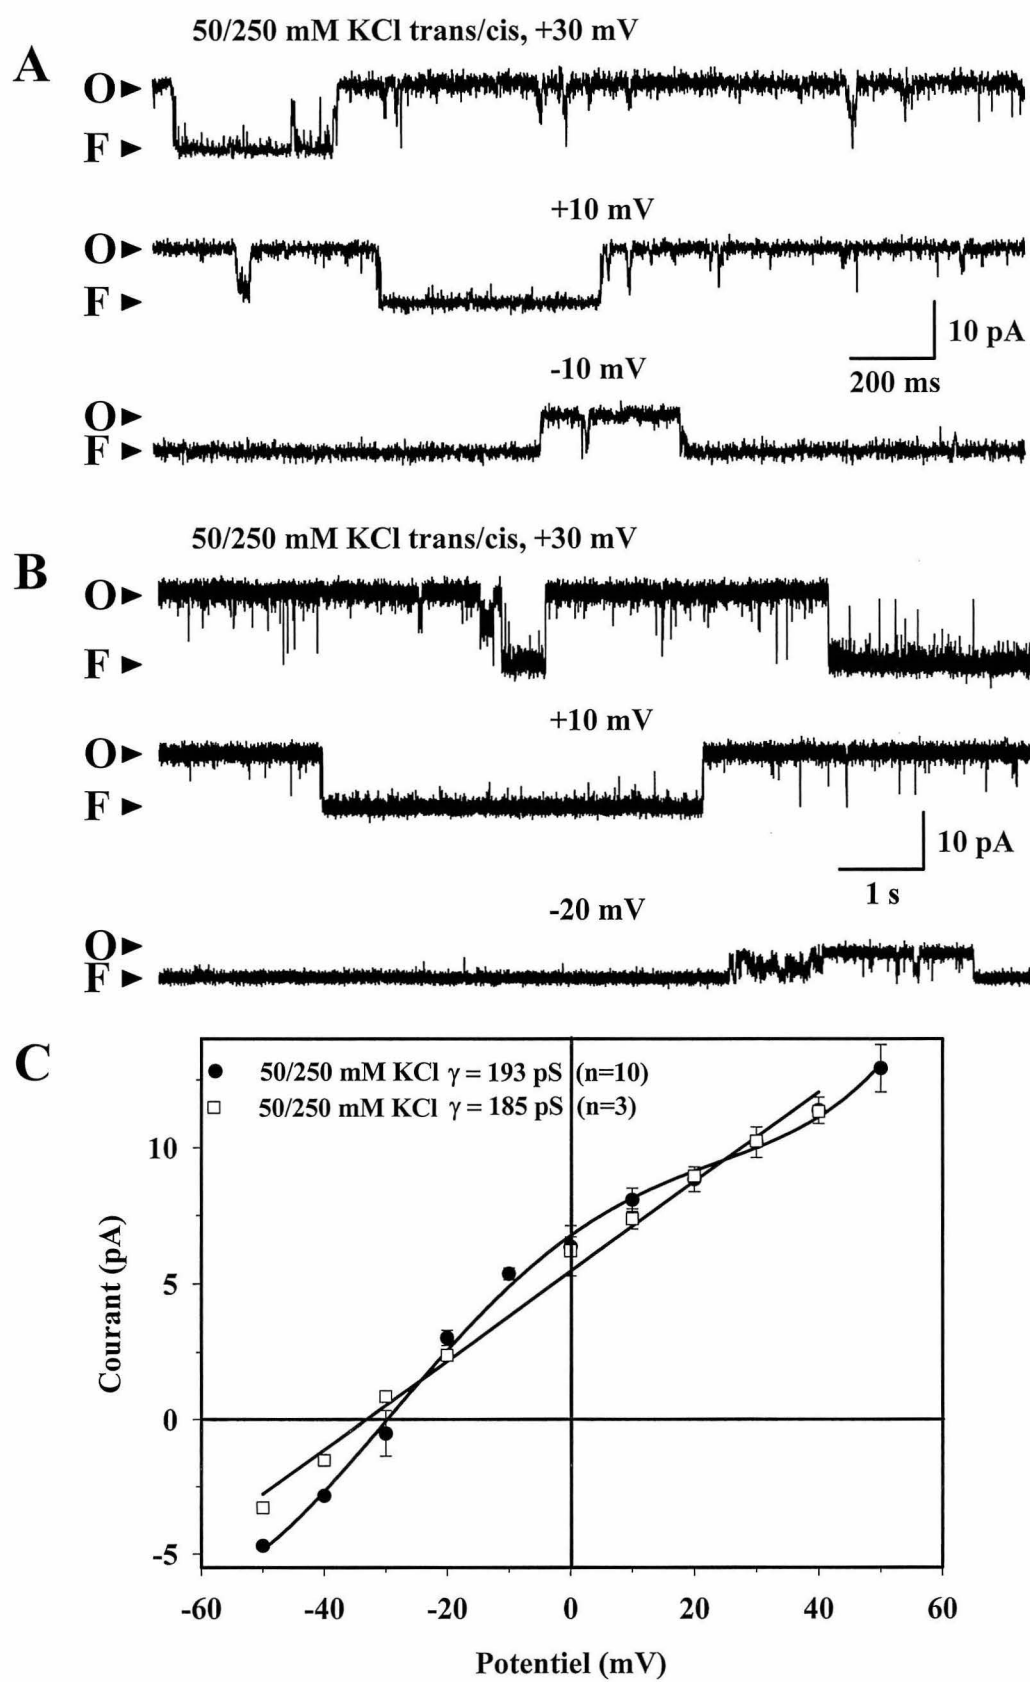 50/250 mM KCl trans/cis, +30 mV
A
O
F
+10 mV
O
F
10 pA
200 ms
-10 mV
O
F
50/250 mM KCl trans/cis, +30 mV
B
O
F
+10 mV
O
F
10 pA
1 s
-20 mV
O
F
C
50/250 mM KCl γ = 193 pS (n=10)
50/250 mM KCl γ = 185 pS (n=3)
10
5
0
-5
Courant (pA)
-60 -40 -20 0 20 40 60
Potentiel (mV)